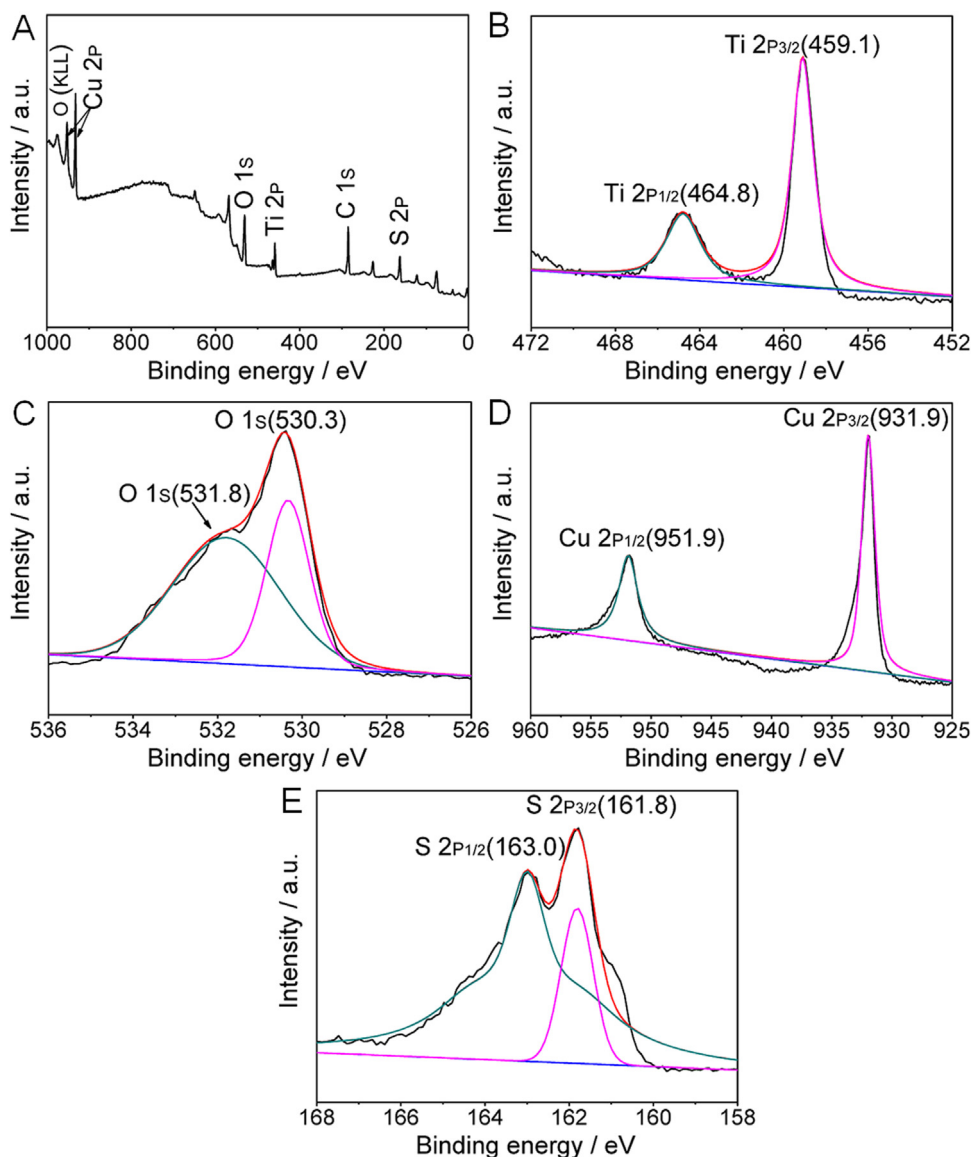 A
Intensity / a.u.
O (KLL)
Cu 2P
O 1S
Ti 2P
C 1S
S 2P
1000 800 600 400 200 0
Binding energy / eV
B
Intensity / a.u.
Ti 2P3/2(459.1)
Ti 2P1/2(464.8)
472 468 464 460 456 452
Binding energy / eV
C
Intensity / a.u.
O 1S(530.3)
O 1S(531.8)
536 534 532 530 528 526
Binding energy / eV
D
Intensity / a.u.
Cu 2P3/2(931.9)
Cu 2P1/2(951.9)
960 955 950 945 940 935 930 925
Binding energy / eV
E
Intensity / a.u.
S 2P3/2(161.8)
S 2P1/2(163.0)
168 166 164 162 160 158
Binding energy / eV